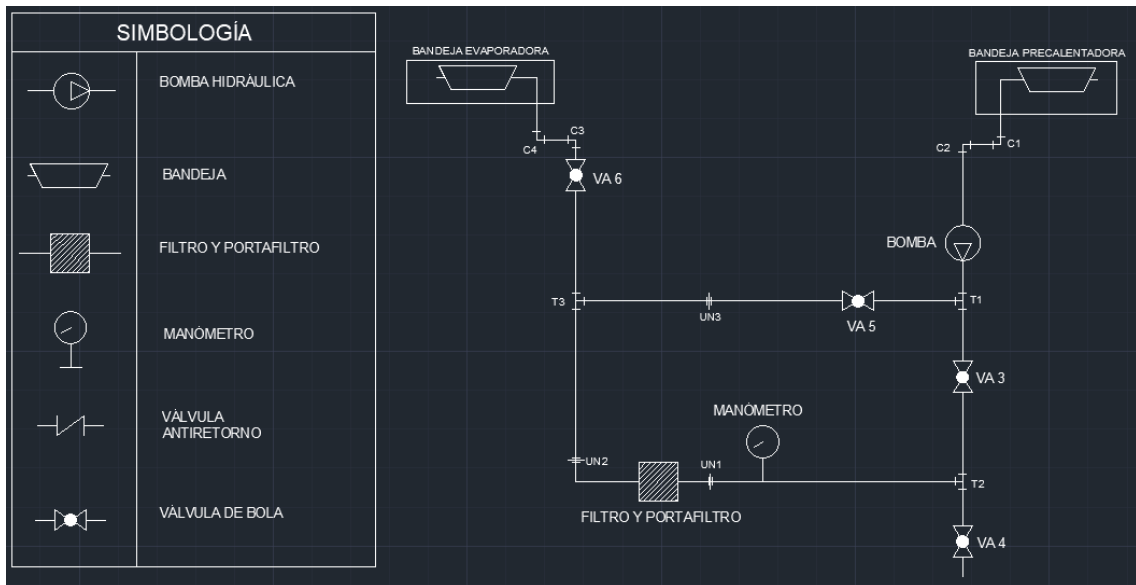 SIMBOLOGÍA
BOMBA HIDRÁULICA
BANDEJA
FILTRO Y PORTAFILTRO
MANÓMETRO
VÁLVULA
ANTIRETORNO
VÁLVULA DE BOLA
BANDEJA EVAPORADORA
BANDEJA PRECALENTADORA
C3
C4
C1
C2
VA 6
BOMBA
T3
T1
UN3
VA 5
VA 3
MANÓMETRO
UN2
UN1
T2
FILTRO Y PORTAFILTRO
VA 4